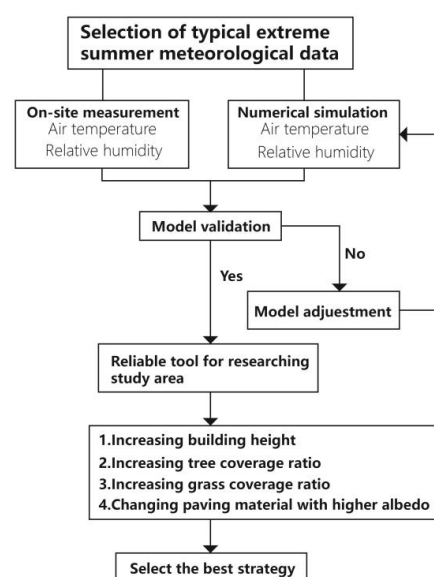 Selection of typical extreme
summer meteorological data
On-site measurement
Air temperature
Relative humidity
Numerical simulation
Air temperature
Relative humidity
Model validation
No
Yes
Model adjuestment
Reliable tool for researching
study area
1.Increasing building height
2.Increasing tree coverage ratio
3.Increasing grass coverage ratio
4.Changing paving material with higher albedo
Select the best strategy